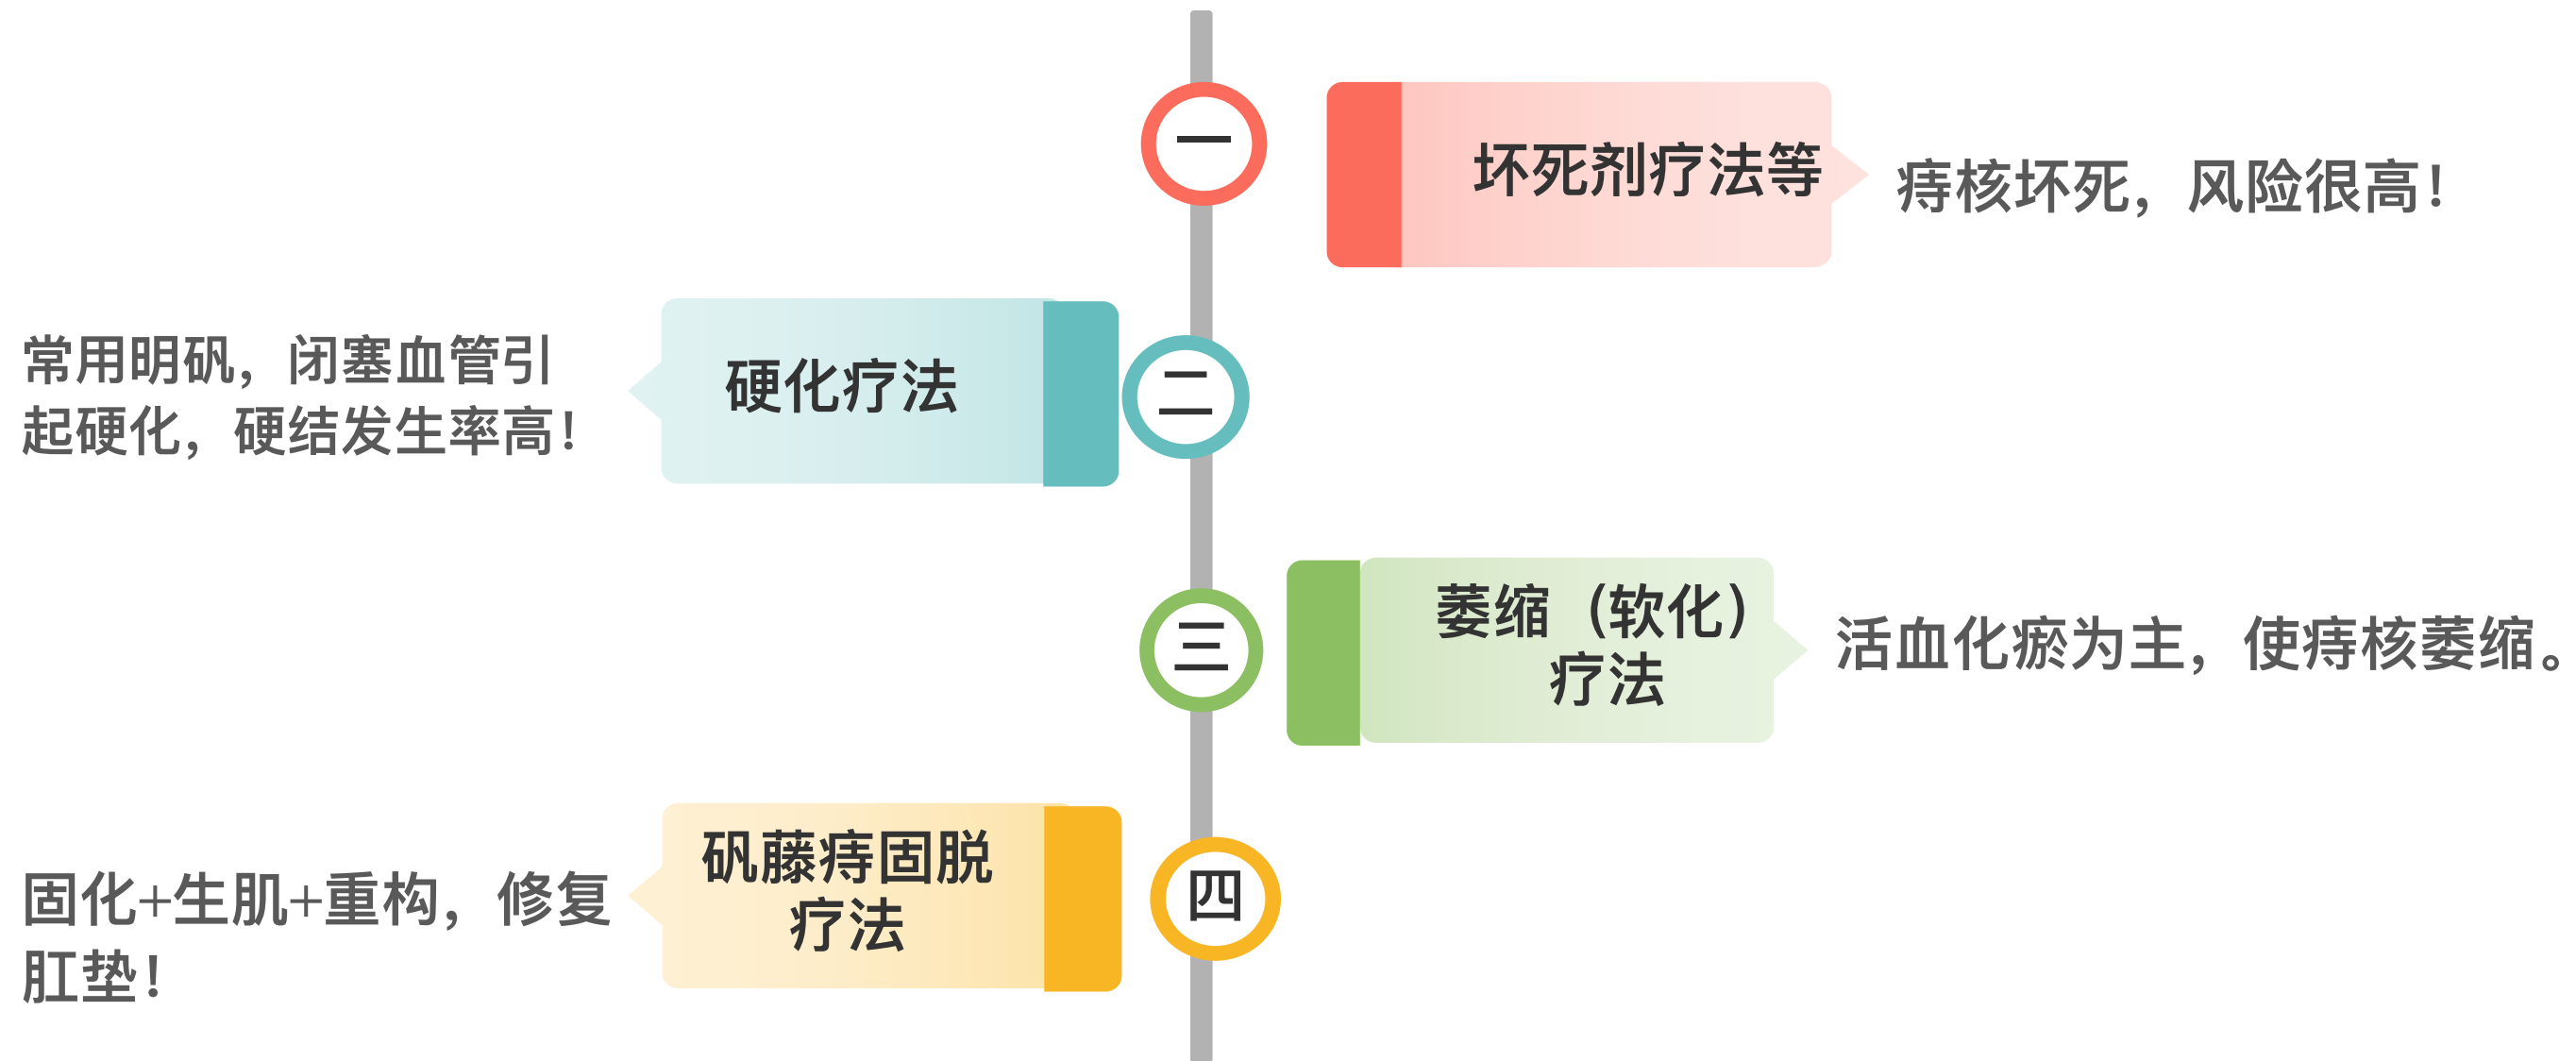 一
坏死剂疗法等
痔核坏死，风险很高！
二
硬化疗法
常用明矾，闭塞血管引
起硬化，硬结发生率高！
三
萎缩（软化）
疗法
活血化瘀为主，使痔核萎缩。
四
矾藤痔固脱
疗法
固化+生肌+重构，修复
肛垫！